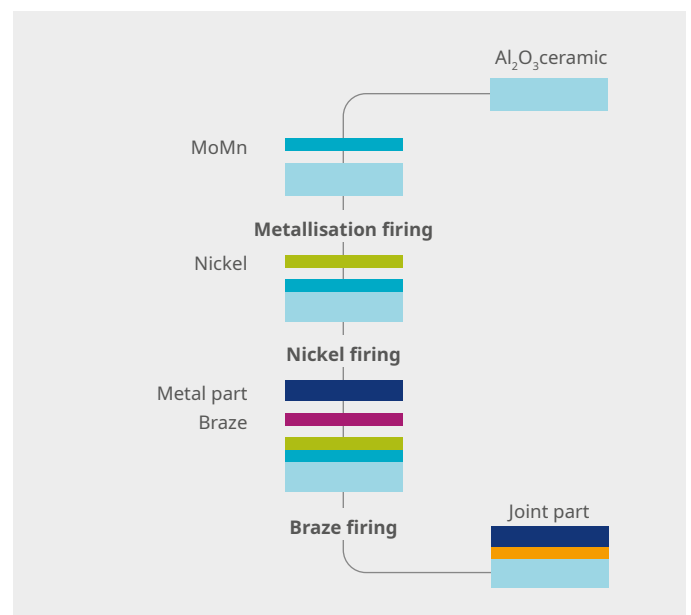 Al₂O₃ceramic
MoMn
Metallisation firing
Nickel
Nickel firing
Metal part
Braze
Braze firing
Joint part